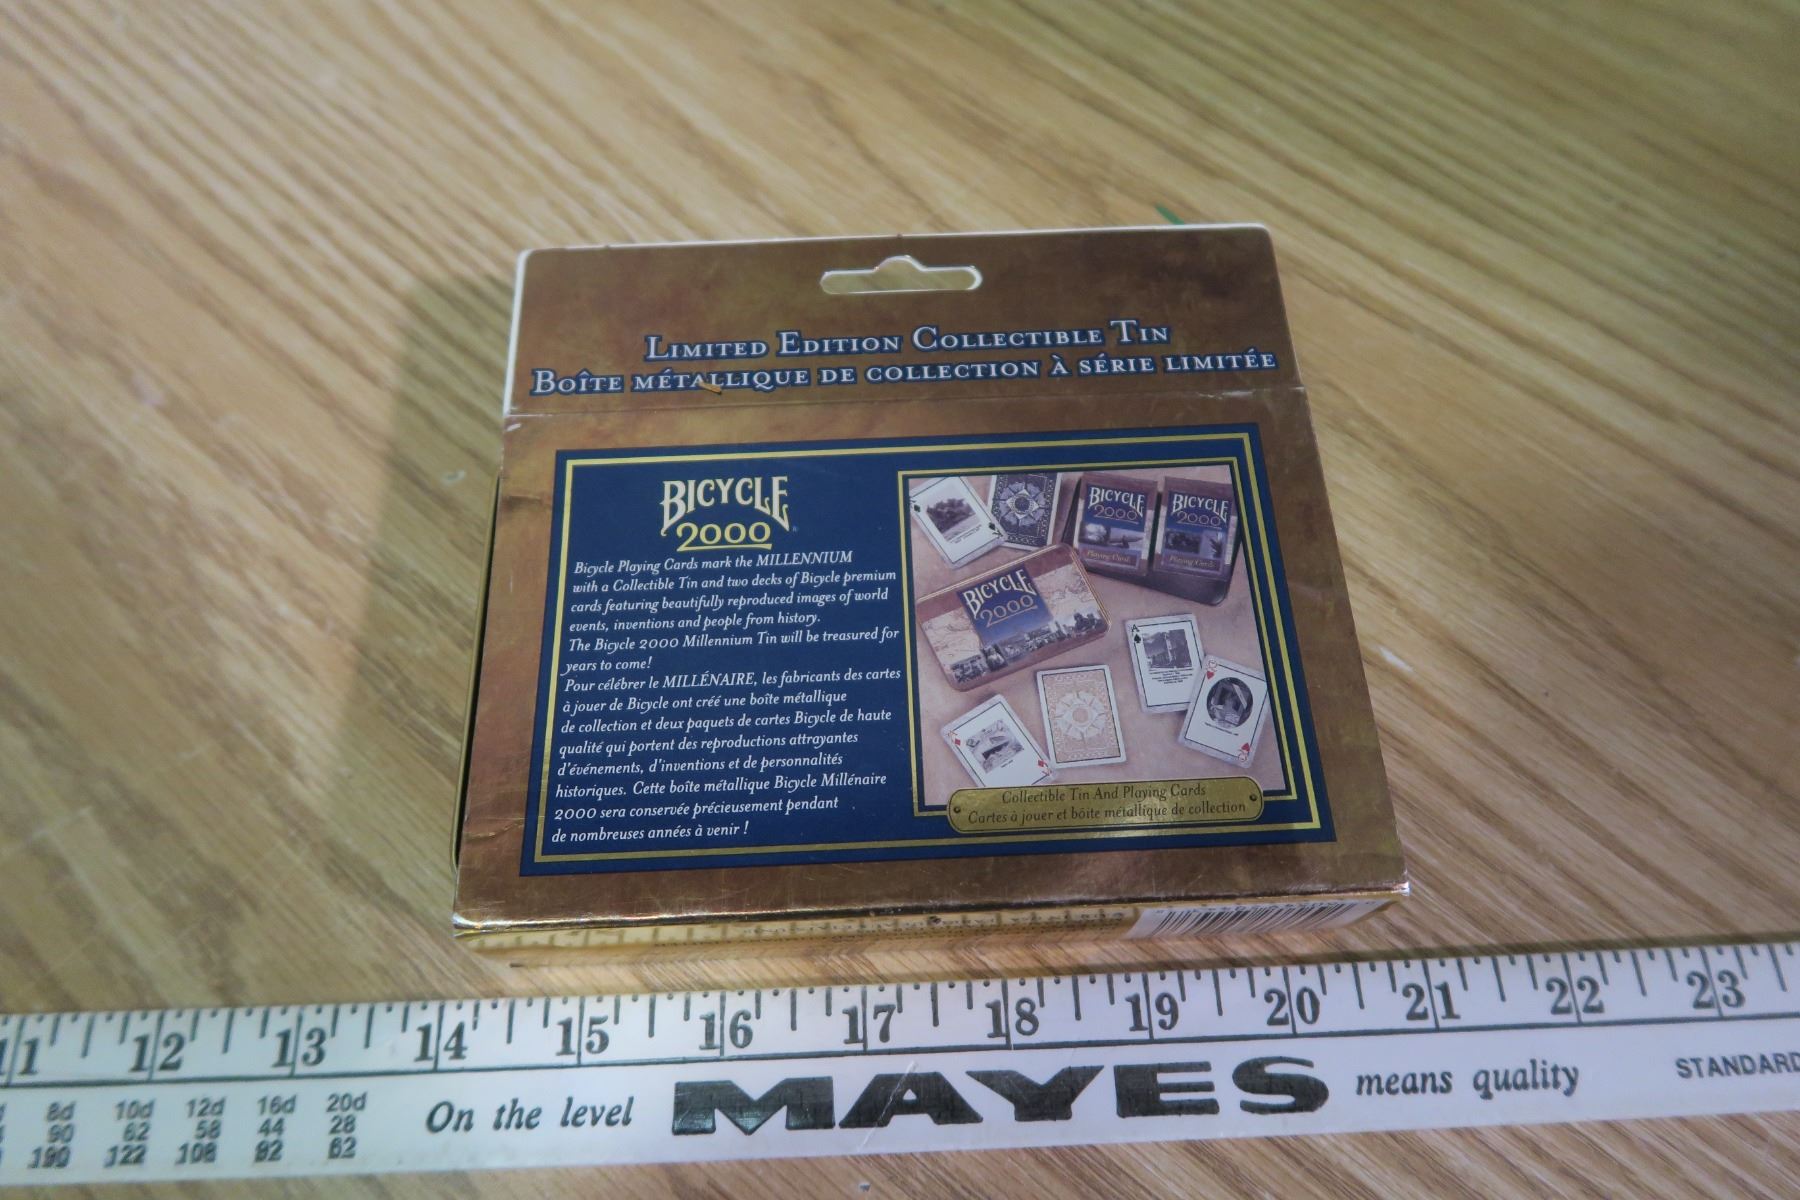 LIMITED EDITION COLLECTIBLE TIN
BOÎTE MÉTALLIQUE DE COLLECTION À SÉRIE LIMITÉE
BICYCLE
2000
Bicycle Playing Cards mark the MILLENNIUM
with a Collectible Tin and two decks of Bicycle premium
cards featuring beautifully reproduced images of world
events, inventions and people from history.
The Bicycle 2000 Millennium Tin will be treasured for
years to come!
Pour célébrer le MILLÉNAIRE, les fabricants des cartes
à jouer de Bicycle ont créé une boîte métallique
de collection et deux paquets de cartes Bicycle de haute
qualité qui portent des reproductions attrayantes
d'événements, d'inventions et de personnalités
historiques. Cette boîte métallique Bicycle Millénaire
2000 sera conservée précieusement pendant
de nombreuses années à venir !
BICYCLE
2000
Playing Cards
BICYCLE
2000
Playing Cards
BICYCLE
2000
A
Collectible Tin And Playing Cards
Cartes à jouer et bôite métallique de collection
11 12 13 14 15 16 17 18 19 20 21 22 23
8d 10d 12d 16d 20d
90 62 58 44 28
190 122 108 82 62
On the level MAYES means quality STANDARD